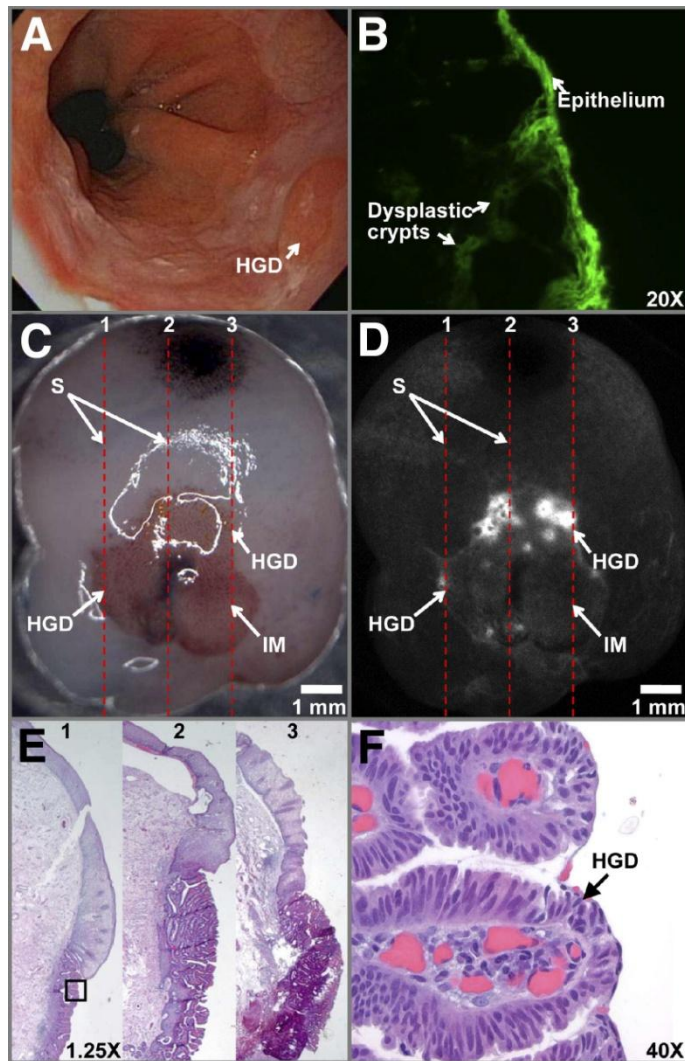 A
HGD
B
Epithelium
Dysplastic
crypts
20X
C
1
2
3
S
HGD
HGD
IM
1 mm
D
1
2
3
S
HGD
HGD
IM
1 mm
E
1
2
3
1.25X
F
HGD
40X